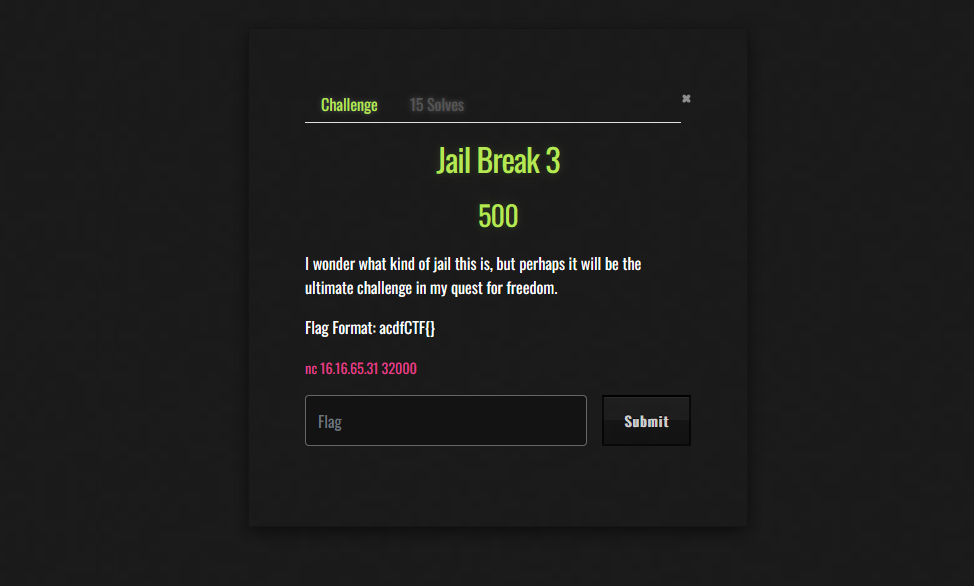 Challenge
15 Solves
✖
Jail Break 3
500
I wonder what kind of jail this is, but perhaps it will be the
ultimate challenge in my quest for freedom.
Flag Format: acdfCTF{}
nc 16.16.65.31 32000
Flag
Submit